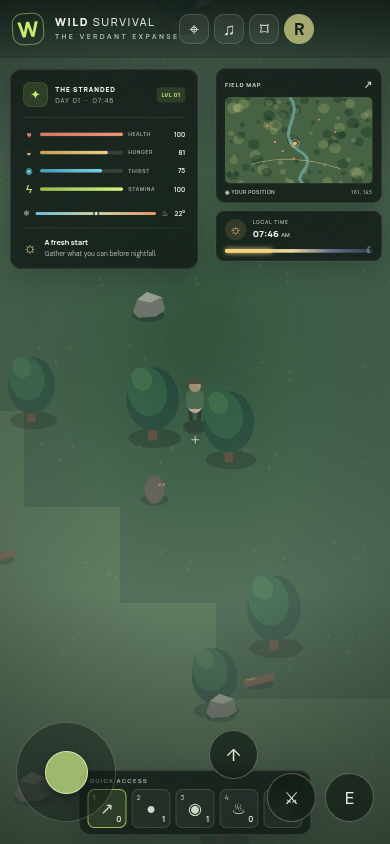 W
WILD SURVIVAL
THE VERDANT EXPANSE
R
THE STRANDED
DAY 01 · 07:46
LVL 01
HEALTH 100
HUNGER 81
THIRST 75
STAMINA 100
22°
A fresh start
Gather what you can before nightfall.
FIELD MAP
YOUR POSITION
161, 145
LOCAL TIME
07:46 AM
QUICK ACCESS
1 0
2 1
3 1
4 0
E